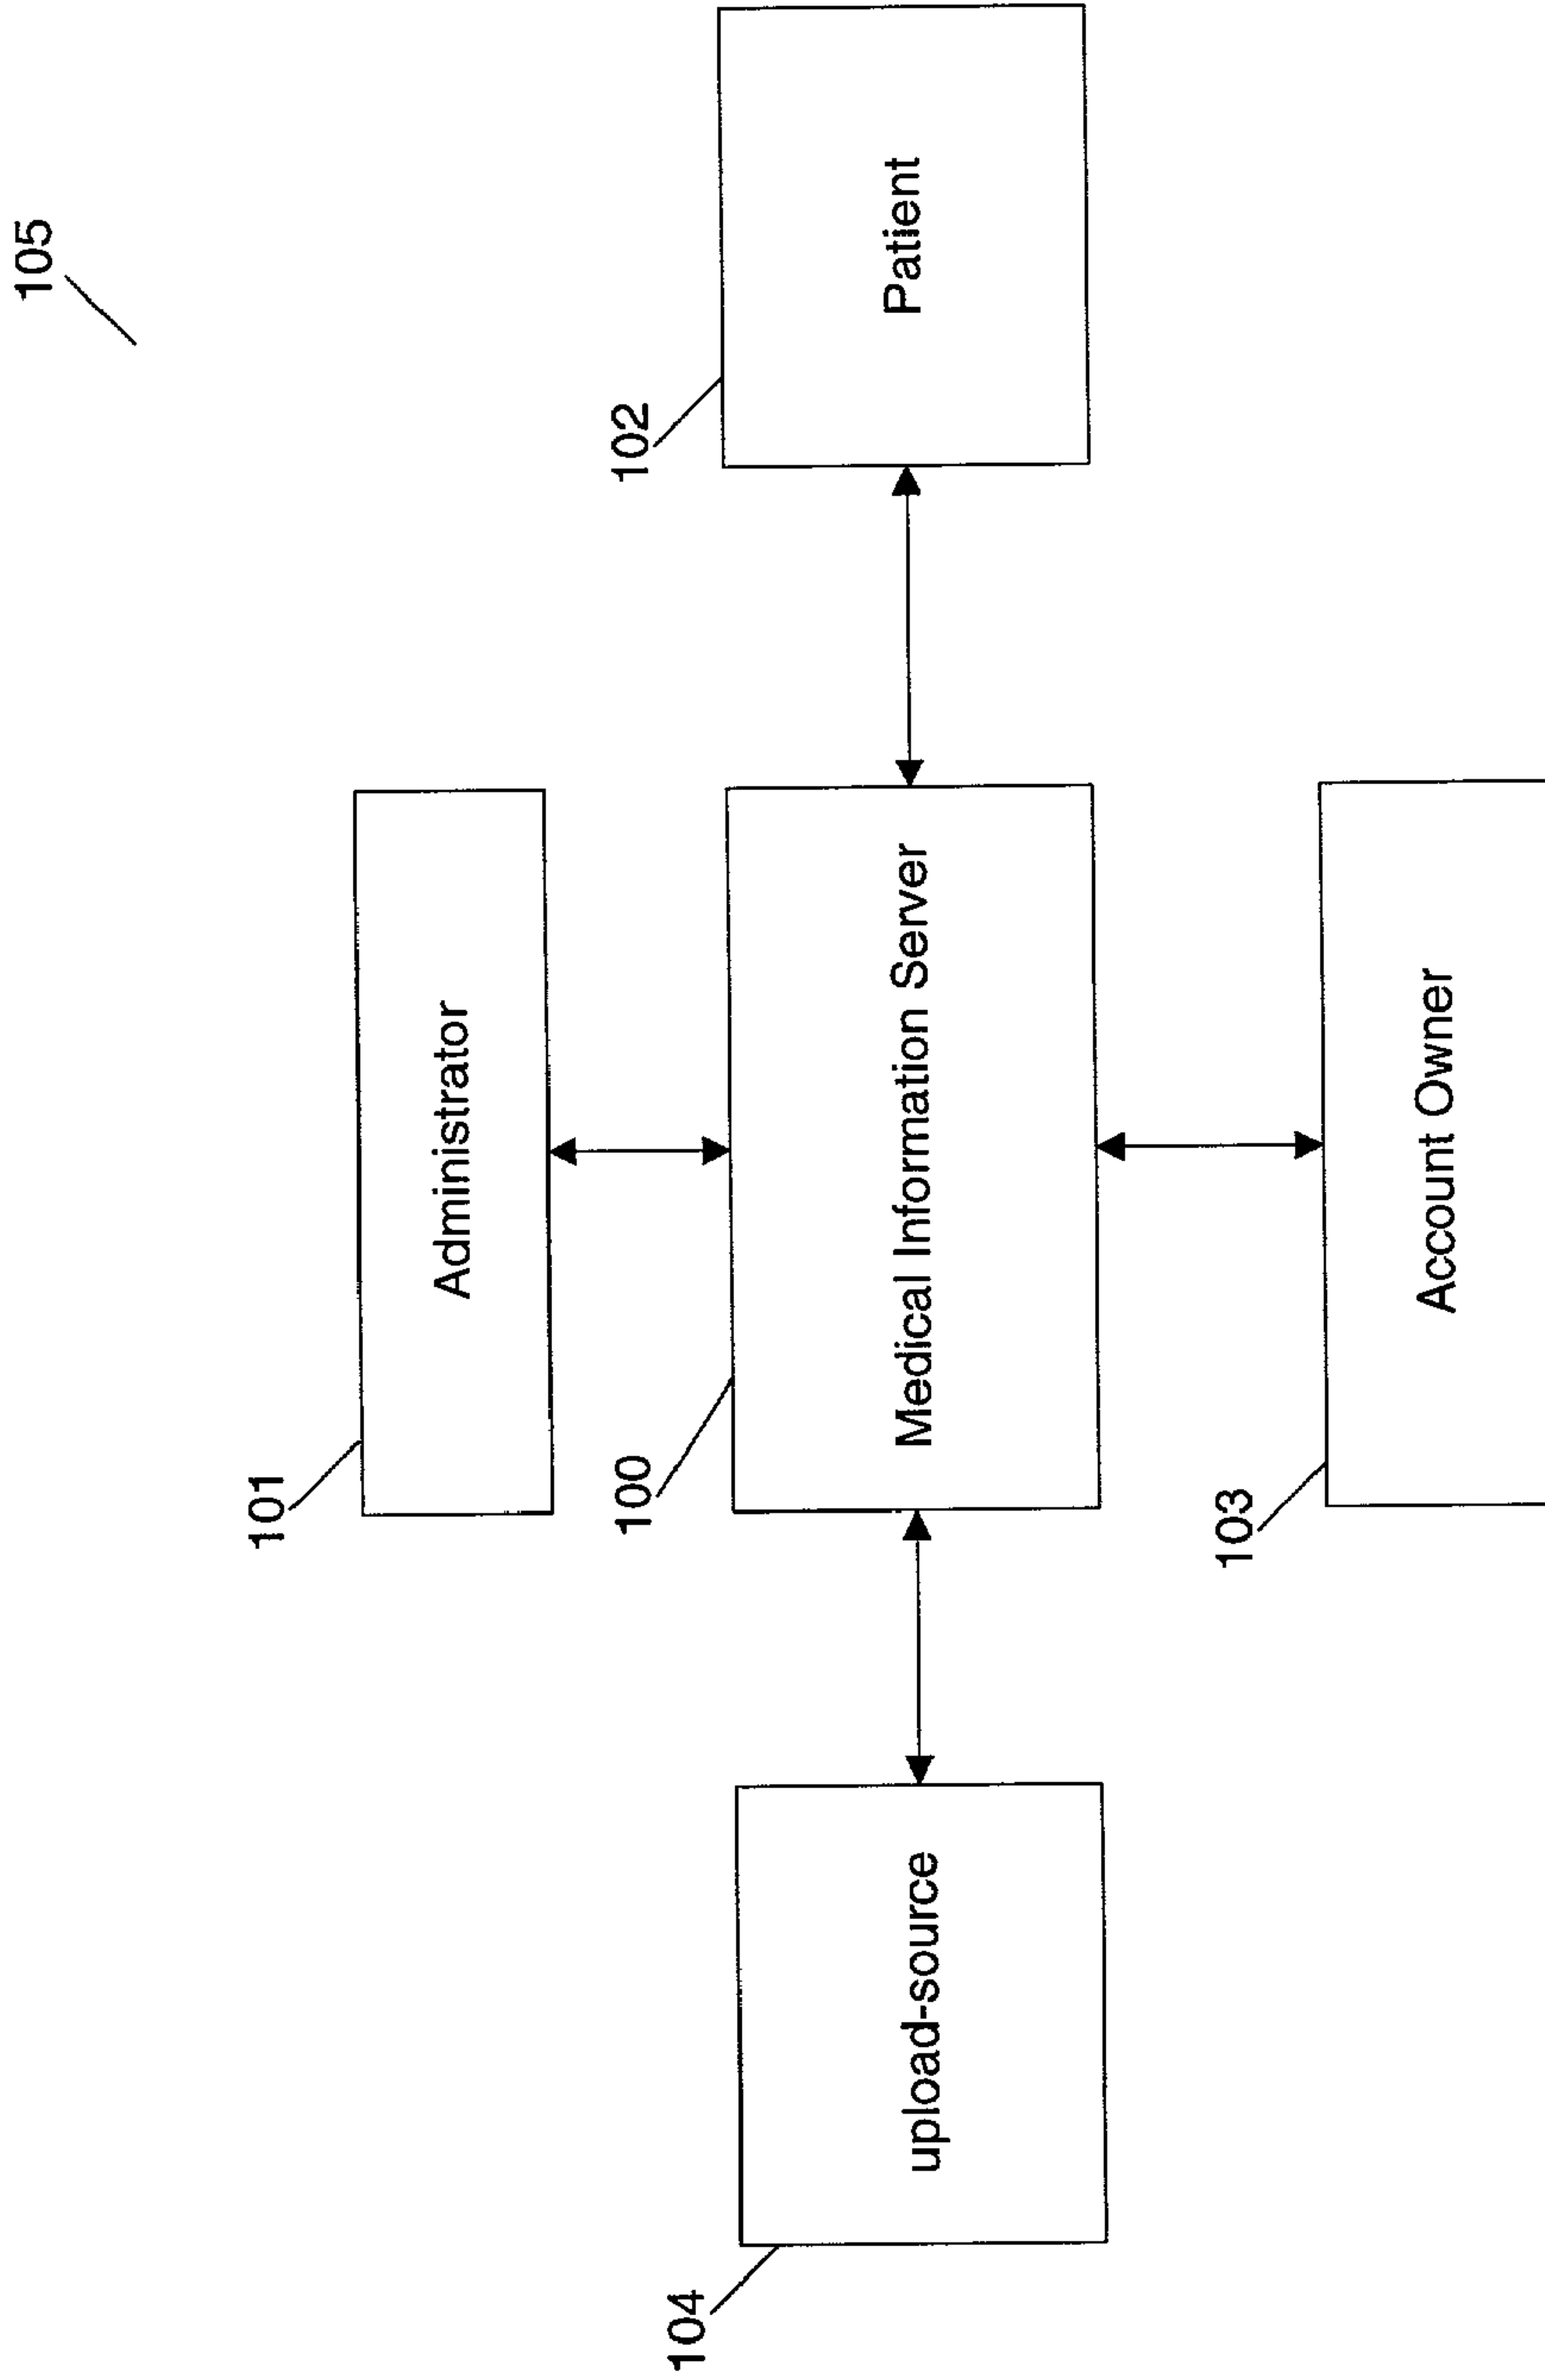 105
101
Administrator
100
Medical Information Server
102
Patient
104
upload-source
103
Account Owner